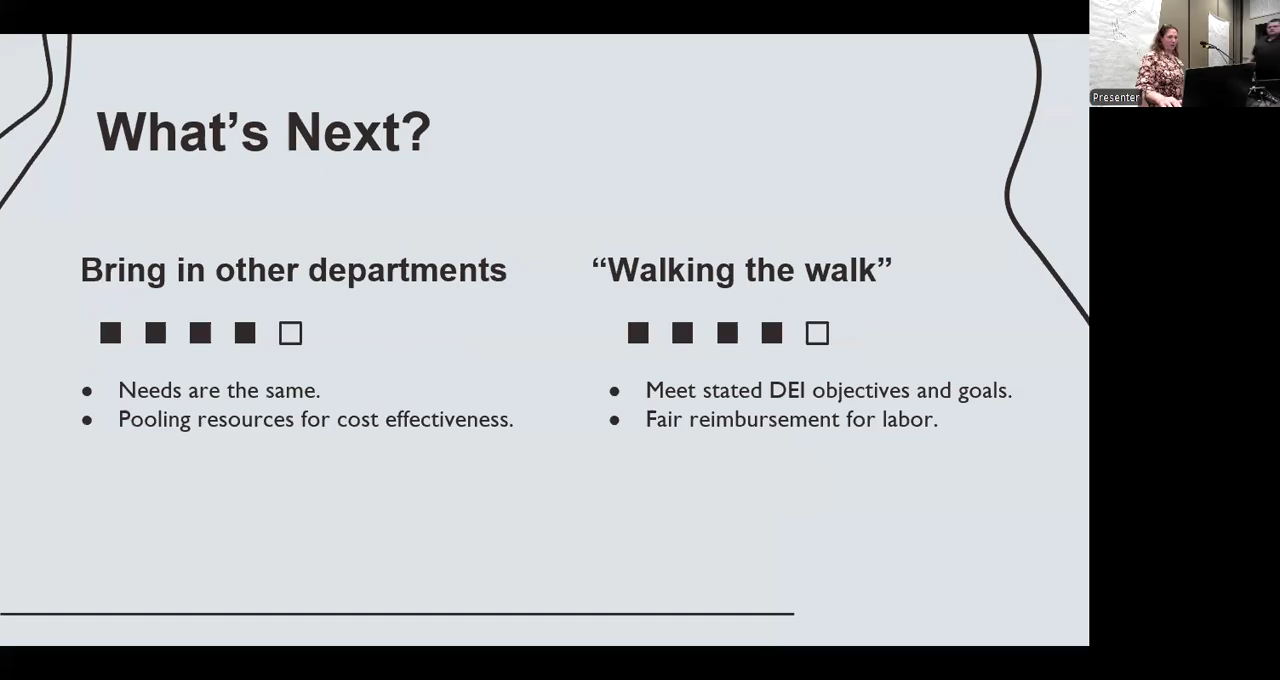 Presenter
What's Next?
Bring in other departments
“Walking the walk”
● Needs are the same.
● Pooling resources for cost effectiveness.
● Meet stated DEI objectives and goals.
● Fair reimbursement for labor.